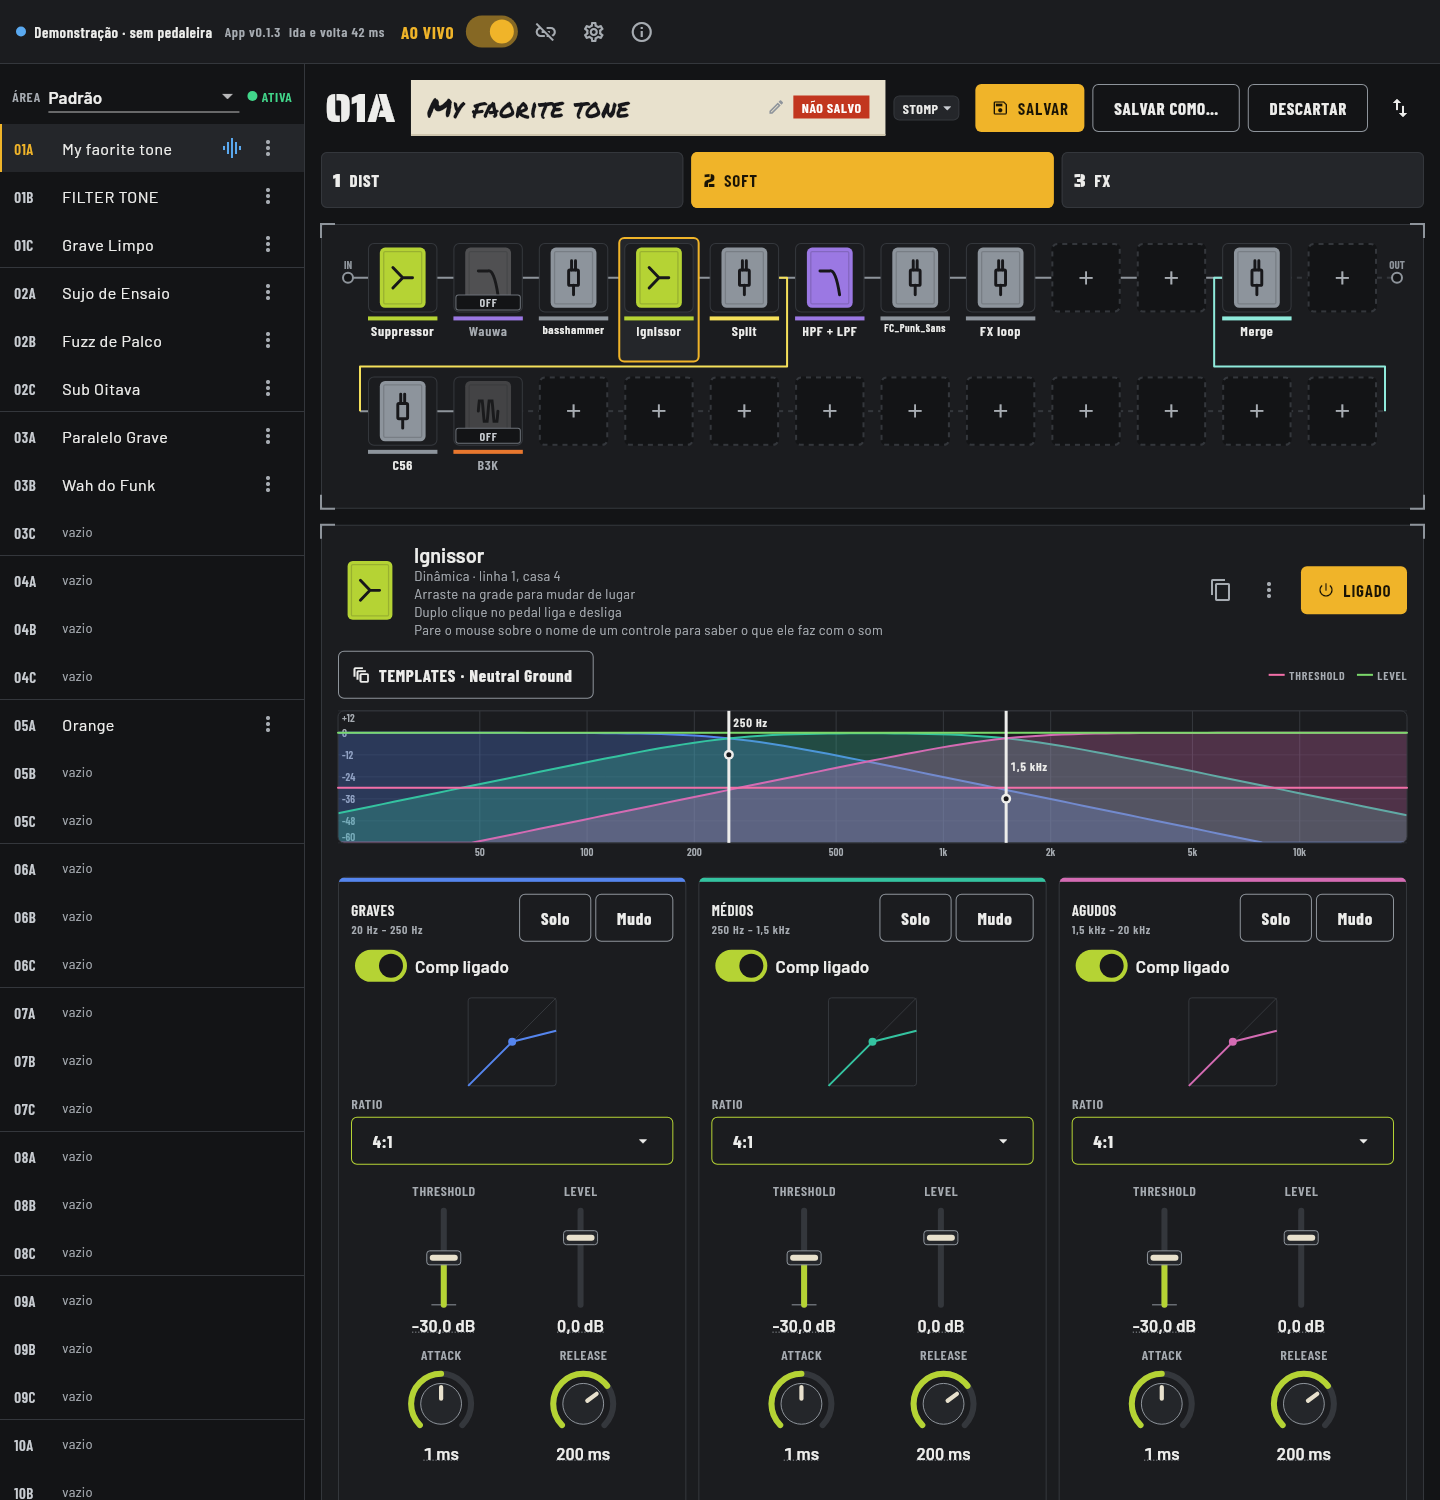 Demonstração · sem pedaleira App v0.1.3 Ida e volta 42 ms AO VIVO
ÁREA Padrão ATIVA
01A My faorite tone
01B FILTER TONE
01C Grave Limpo
02A Sujo de Ensaio
02B Fuzz de Palco
02C Sub Oitava
03A Paralelo Grave
03B Wah do Funk
03C vazio
04A vazio
04B vazio
04C vazio
05A Orange
05B vazio
05C vazio
06A vazio
06B vazio
06C vazio
07A vazio
07B vazio
07C vazio
08A vazio
08B vazio
08C vazio
09A vazio
09B vazio
09C vazio
10A vazio
10B vazio
01A My faorite tone NÃO SALVO STOMP SALVAR SALVAR COMO... DESCARTAR
1 DIST 2 SOFT 3 FX
IN OUT
OFF
Suppressor Wauwa basshammer Ignissor Split HPF + LPF FC_Punk_Sans FX loop Merge
OFF
C56 B3K
Ignissor
Dinâmica · linha 1, casa 4
Arraste na grade para mudar de lugar
Duplo clique no pedal liga e desliga
Pare o mouse sobre o nome de um controle para saber o que ele faz com o som
LIGADO
TEMPLATES · Neutral Ground THRESHOLD LEVEL
+12
0
-12
-24
-36
-48
-60
250 Hz
1,5 kHz
50 100 200 500 1k 2k 5k 10k
GRAVES
20 Hz – 250 Hz
Solo Mudo
Comp ligado
RATIO
4:1
THRESHOLD LEVEL
-30,0 dB 0,0 dB
ATTACK RELEASE
1 ms 200 ms
MÉDIOS
250 Hz – 1,5 kHz
Solo Mudo
Comp ligado
RATIO
4:1
THRESHOLD LEVEL
-30,0 dB 0,0 dB
ATTACK RELEASE
1 ms 200 ms
AGUDOS
1,5 kHz – 20 kHz
Solo Mudo
Comp ligado
RATIO
4:1
THRESHOLD LEVEL
-30,0 dB 0,0 dB
ATTACK RELEASE
1 ms 200 ms